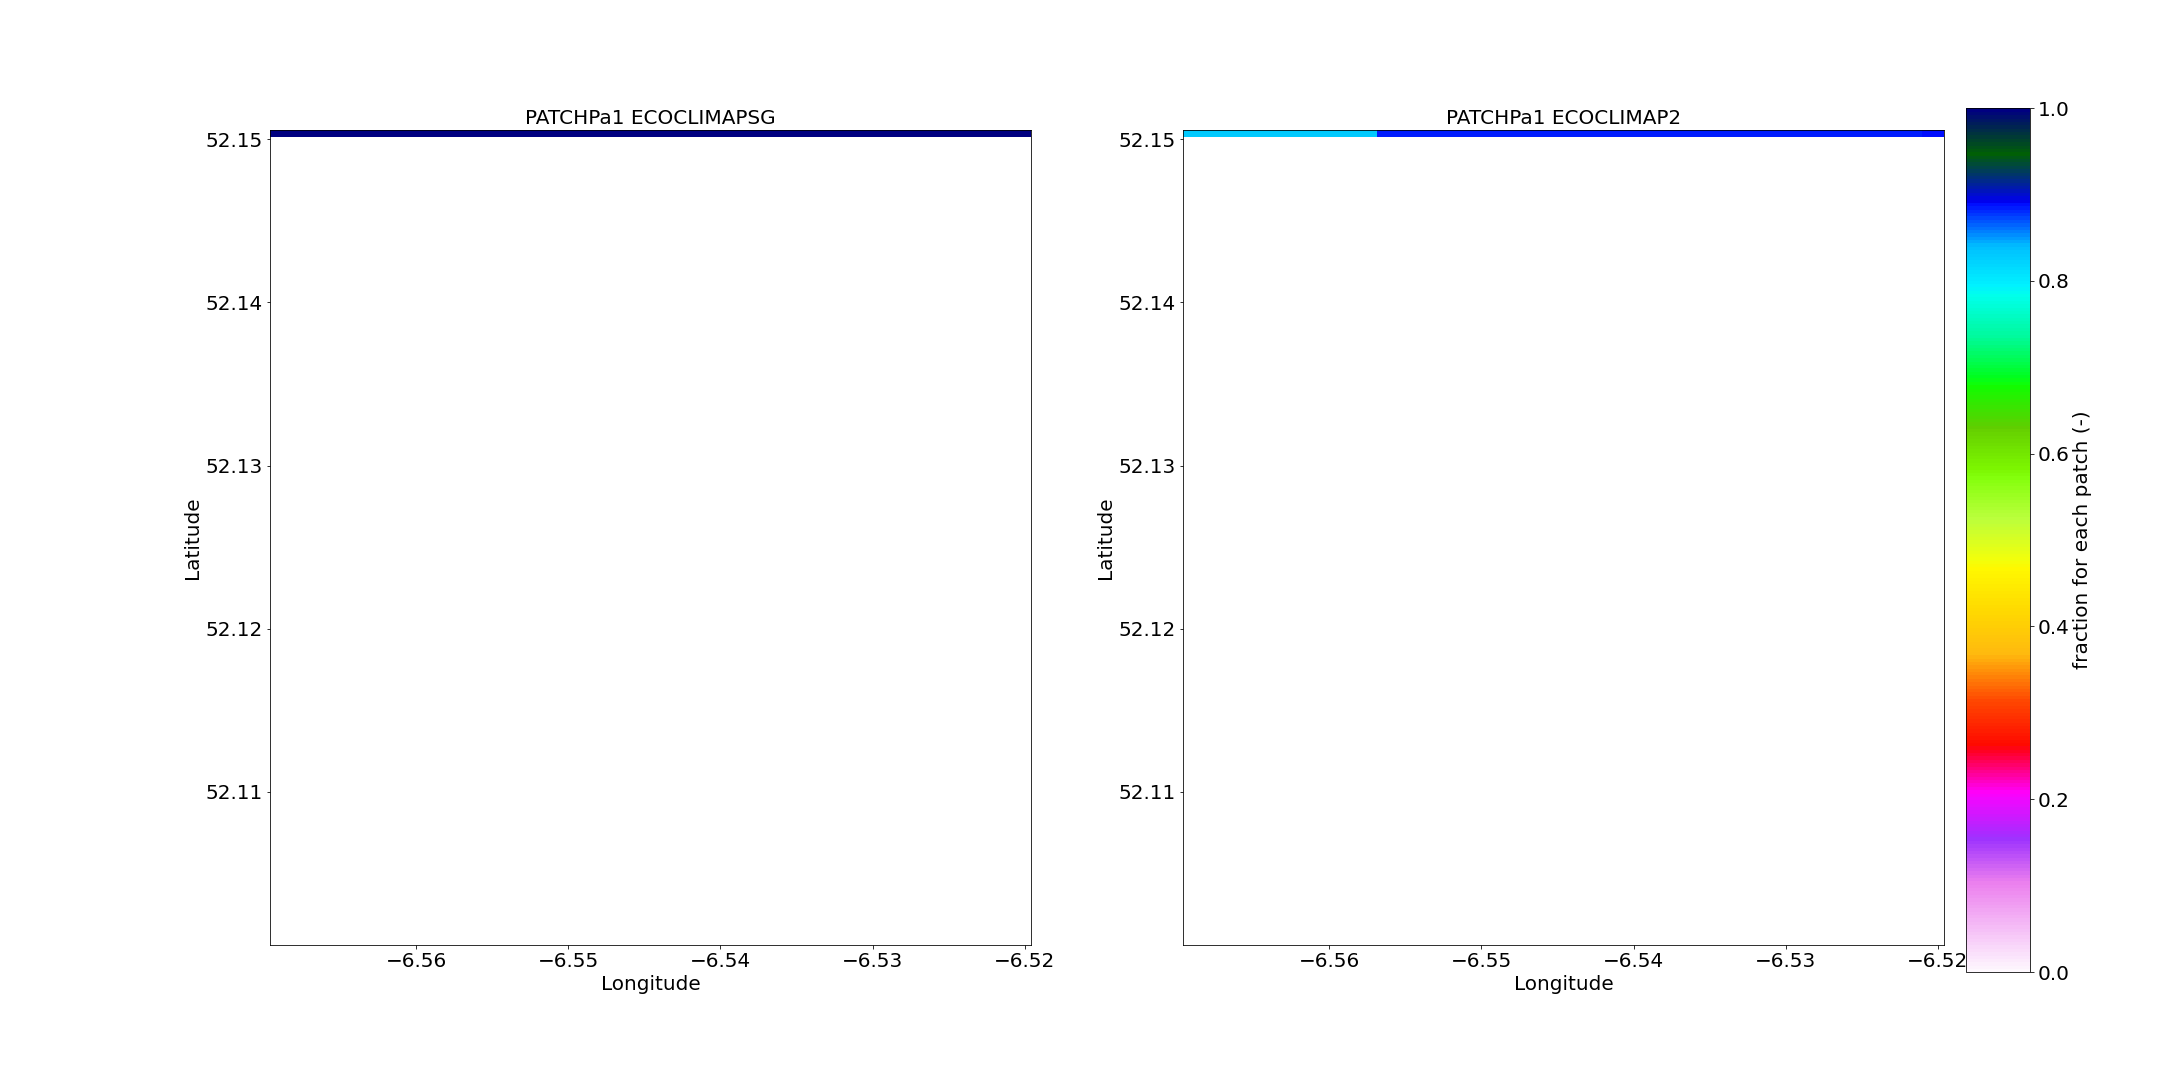 PATCHPa1 ECOCLIMAPSG
52.15
52.14
52.13
52.12
52.11
Latitude
−6.56 −6.55 −6.54 −6.53 −6.52
Longitude
PATCHPa1 ECOCLIMAP2
52.15
52.14
52.13
52.12
52.11
Latitude
−6.56 −6.55 −6.54 −6.53 −6.52
Longitude
1.0
0.8
0.6
0.4
0.2
0.0
fraction for each patch (-)